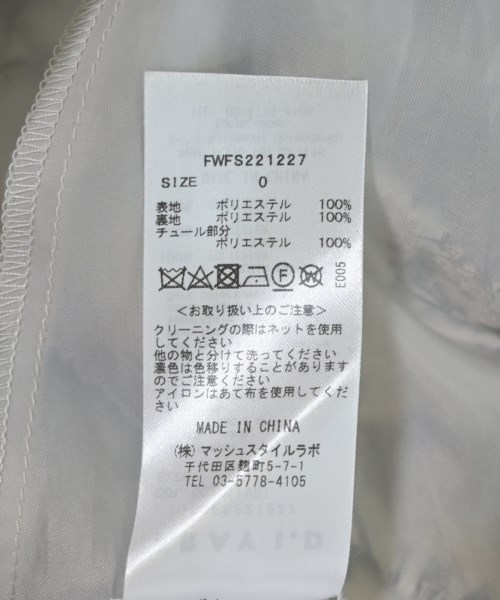 FWFS221227
SIZE 0
表地 ポリエステル 100%
裏地 ポリエステル 100%
チュール部分
ポリエステル 100%
F W E005
<お取り扱い上のご注意>
クリーニングの際はネットを使用
してください
他の物と分けて洗ってください
濃色は色移りすることがあります
のでご注意ください
アイロンはあて布を使用してくだ
さい
MADE IN CHINA
(株)マッシュスタイルラボ
千代田区麹町5-7-1
TEL 03-5778-4105